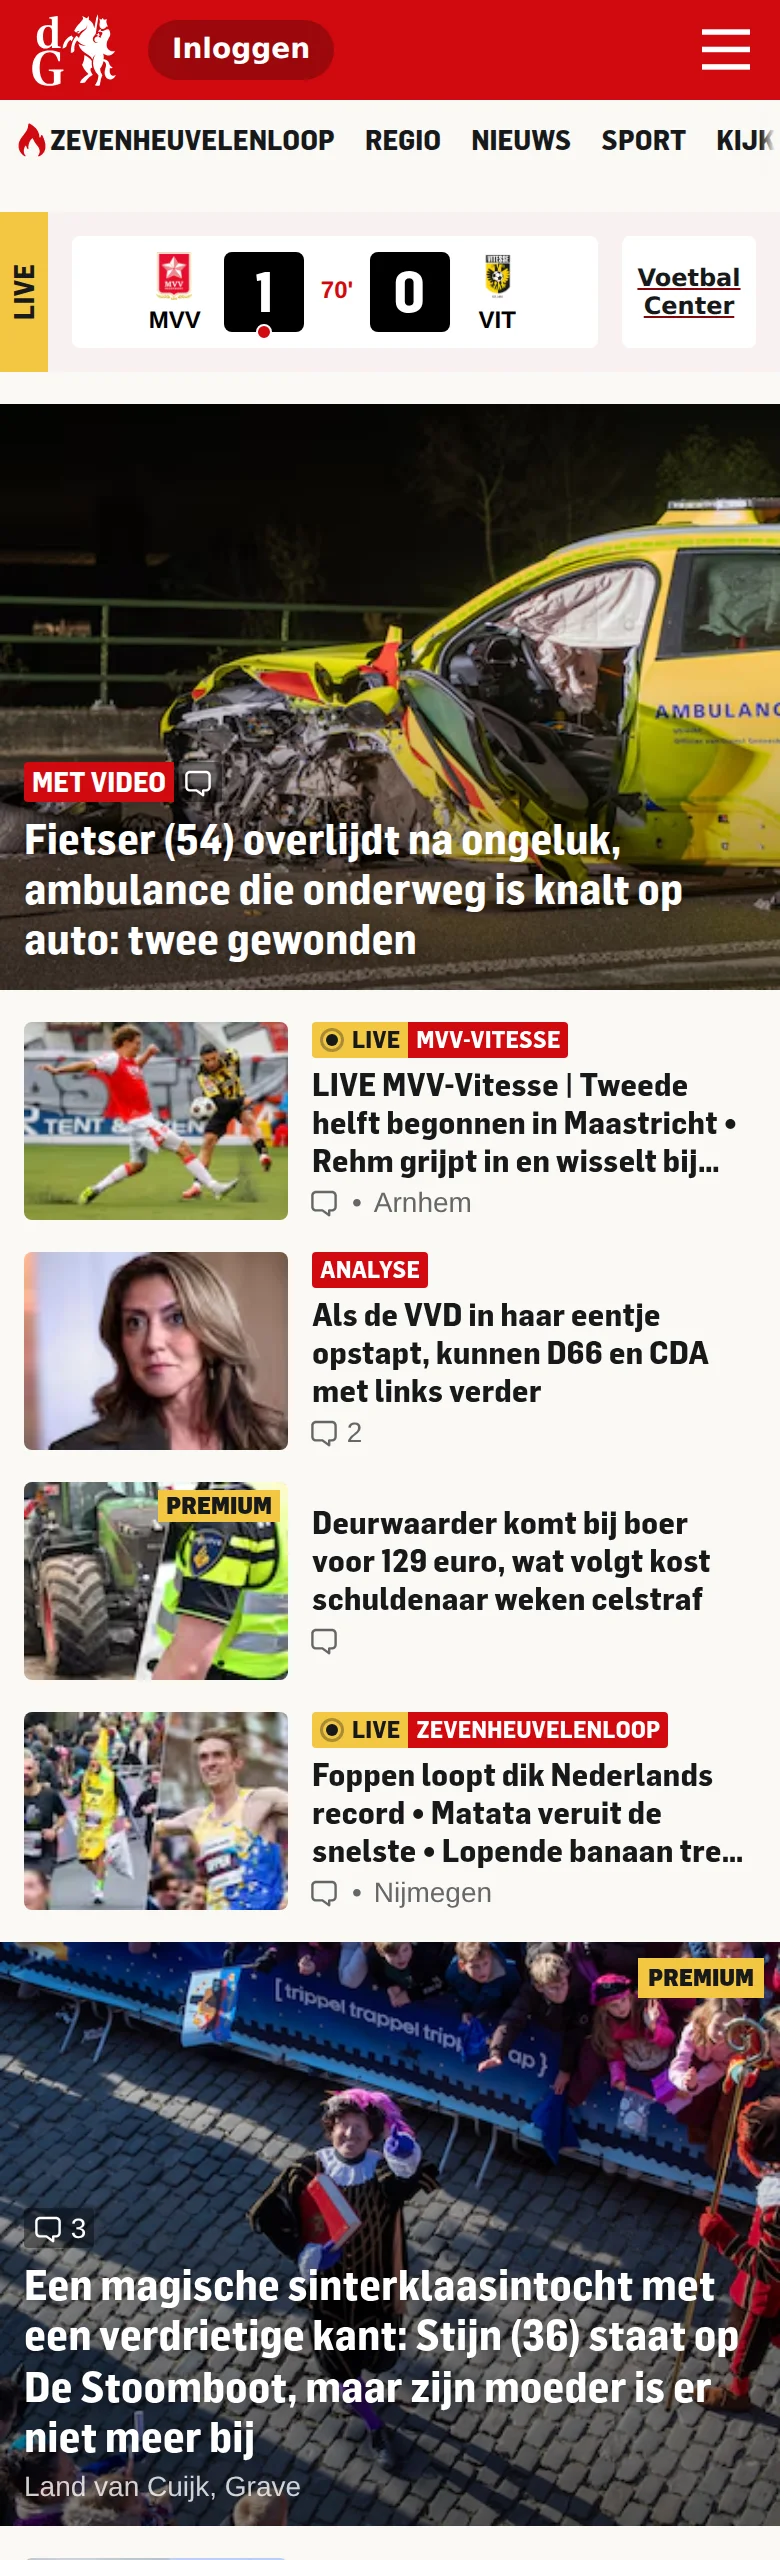 dG
Inloggen
ZEVENHEUVELENLOOP REGIO NIEUWS SPORT KIJK
LIVE
MVV
1
70'
0
VITESSE
VIT
Voetbal
Center
MVV
AMBULANC
MET VIDEO
Fietser (54) overlijdt na ongeluk,
ambulance die onderweg is knalt op
auto: twee gewonden
TENT &
LIVE MVV-VITESSE
LIVE MVV-Vitesse | Tweede
helft begonnen in Maastricht •
Rehm grijpt in en wisselt bij...
• Arnhem
ANALYSE
Als de VVD in haar eentje
opstapt, kunnen D66 en CDA
met links verder
2
PREMIUM
Deurwaarder komt bij boer
voor 129 euro, wat volgt kost
schuldenaar weken celstraf
LIVE ZEVENHEUVELENLOOP
Foppen loopt dik Nederlands
record • Matata veruit de
snelste • Lopende banaan tre...
• Nijmegen
PREMIUM
[trippel trappel trip ap}
3
Een magische sinterklaasintocht met
een verdrietige kant: Stijn (36) staat op
De Stoomboot, maar zijn moeder is er
niet meer bij
Land van Cuijk, Grave